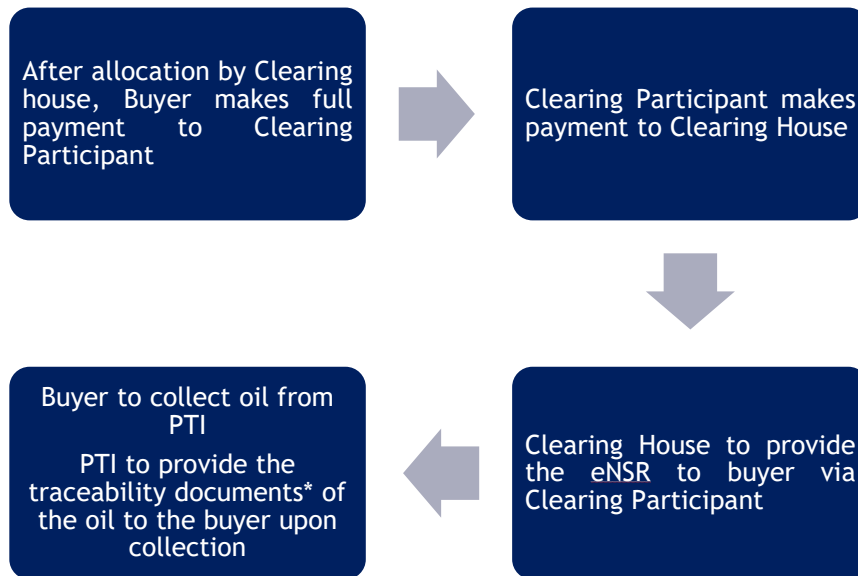 After allocation by Clearing
house, Buyer makes full
payment to Clearing
Participant
Clearing Participant makes
payment to Clearing House
Clearing House to provide
the eNSR to buyer via
Clearing Participant
Buyer to collect oil from
PTI
PTI to provide the
traceability documents* of
the oil to the buyer upon
collection